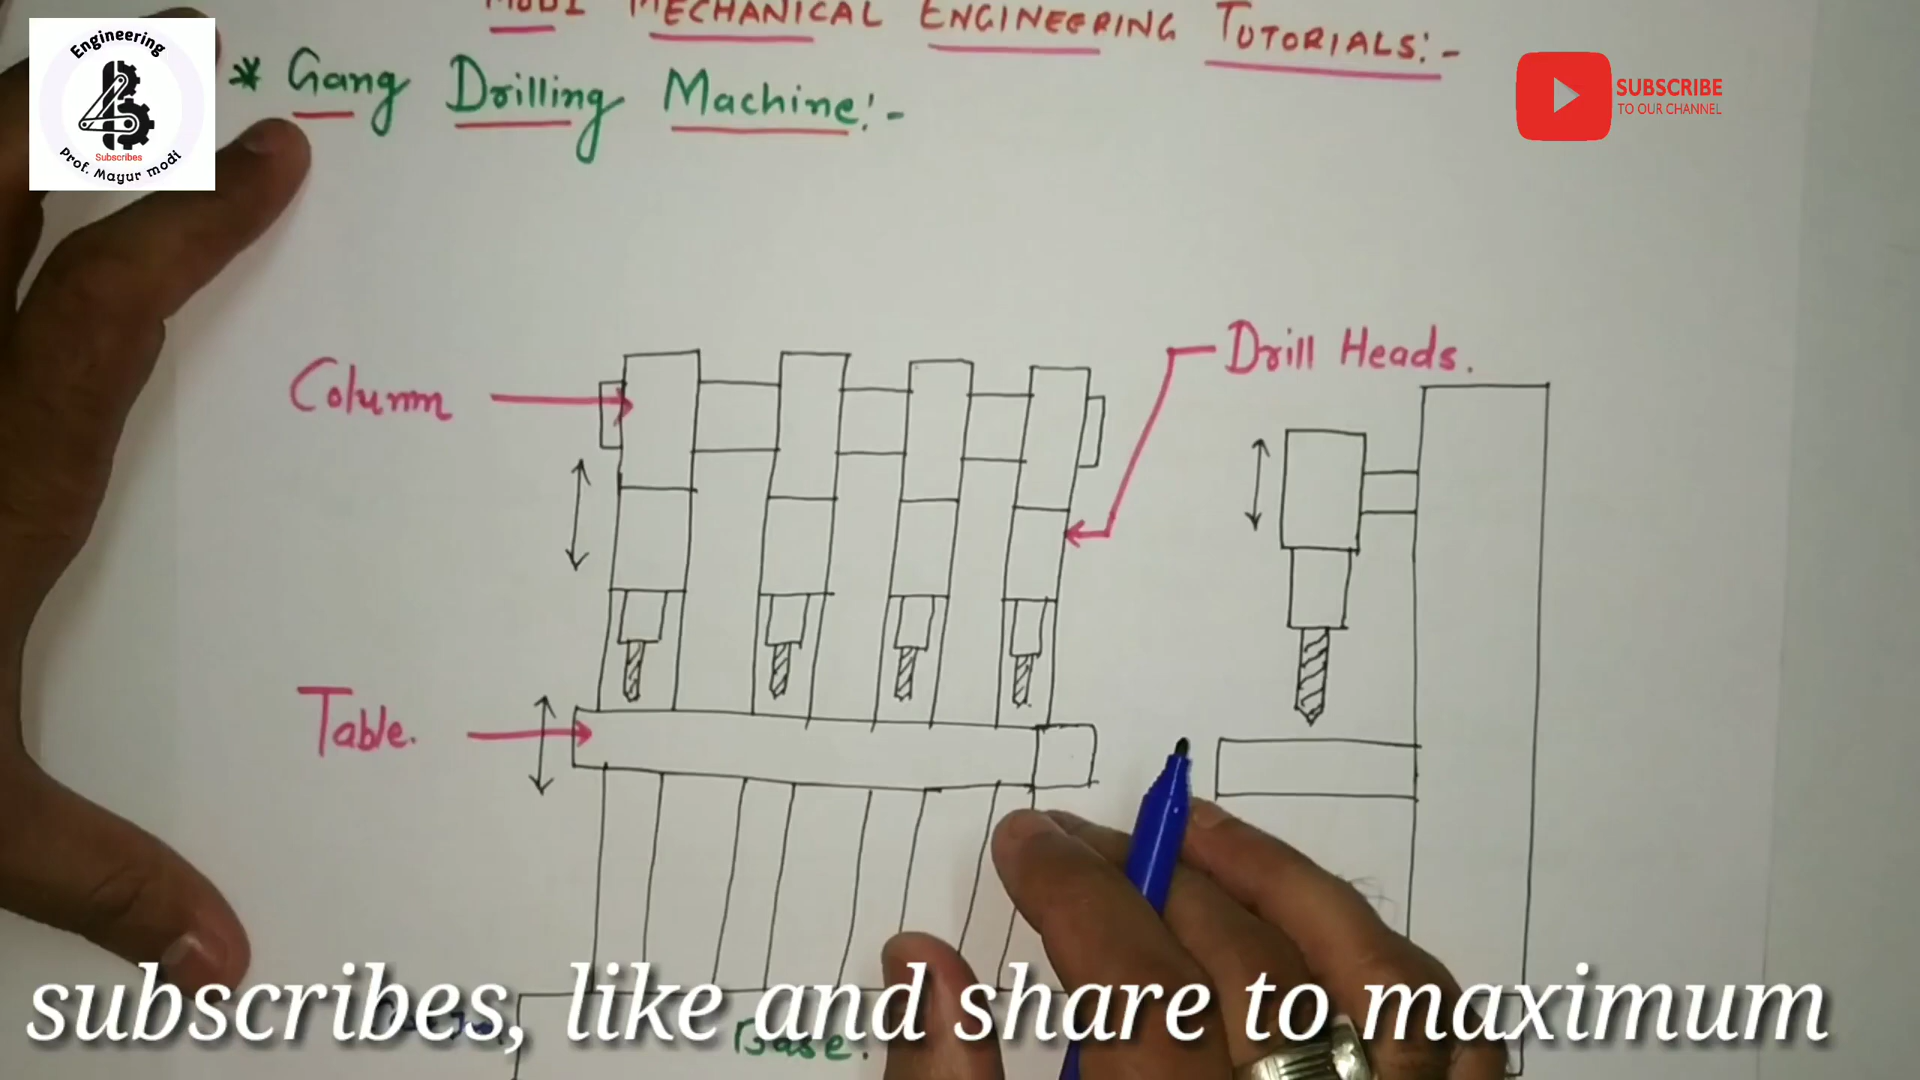 MODI MECHANICAL ENGINEERING TUTORIALS:-
Engineering
Subscribes
Prof. Mayur modi
* Gang Drilling Machine:-
SUBSCRIBE
TO OUR CHANNEL
Drill Heads.
Column
Table.
Base.
subscribes, like and share to maximum